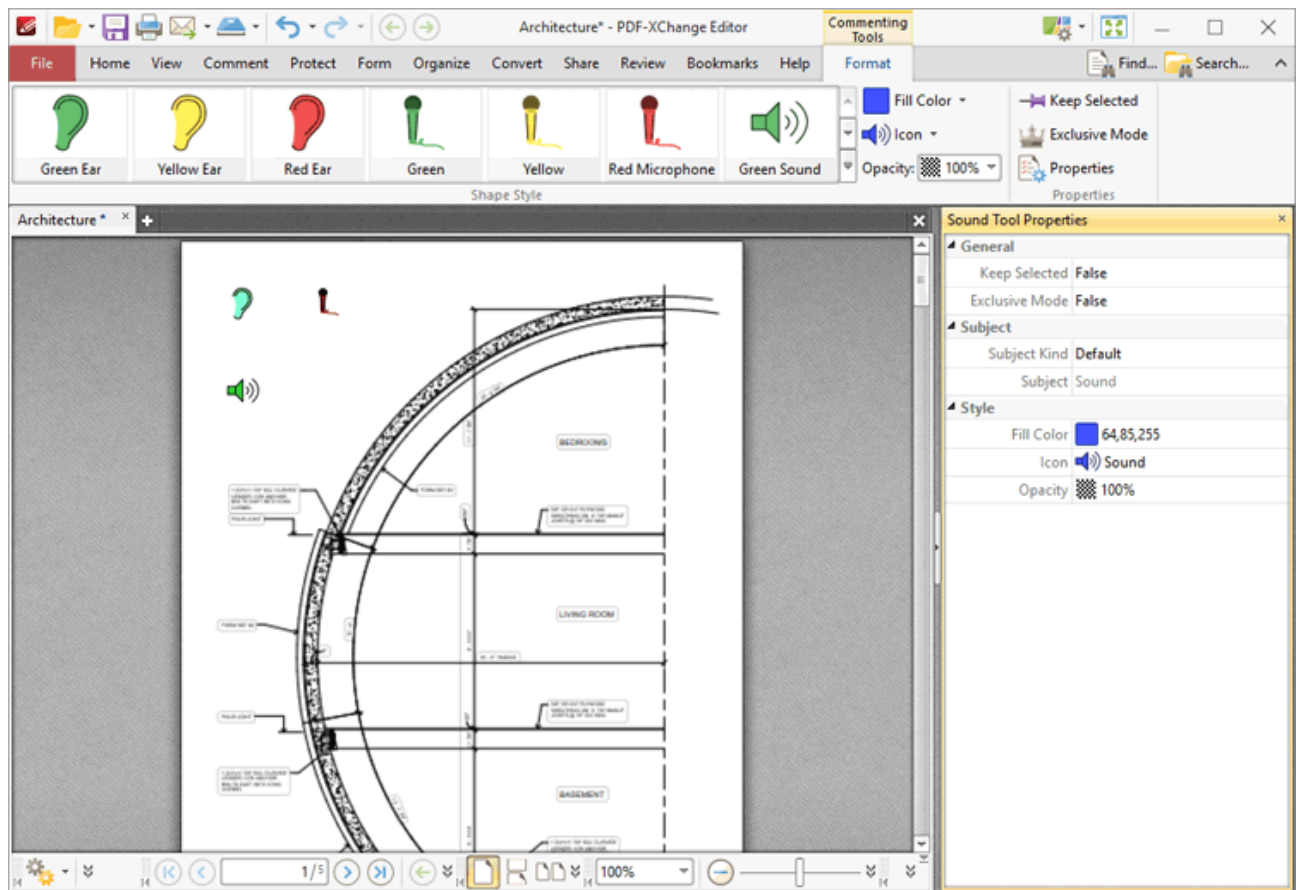 Architecture* - PDF-XChange Editor
Commenting
Tools
File Home View Comment Protect Form Organize Convert Share Review Bookmarks Help Format Find... Search...
Green Ear Yellow Ear Red Ear Green Yellow Red Microphone Green Sound
Fill Color
Icon
Opacity: 100%
Shape Style
Keep Selected
Exclusive Mode
Properties
Properties
Architecture *
BEDROOMS
LIVING ROOM
BASEMENT
Sound Tool Properties
General
Keep Selected False
Exclusive Mode False
Subject
Subject Kind Default
Subject Sound
Style
Fill Color 64,85,255
Icon Sound
Opacity 100%
1/5
100%